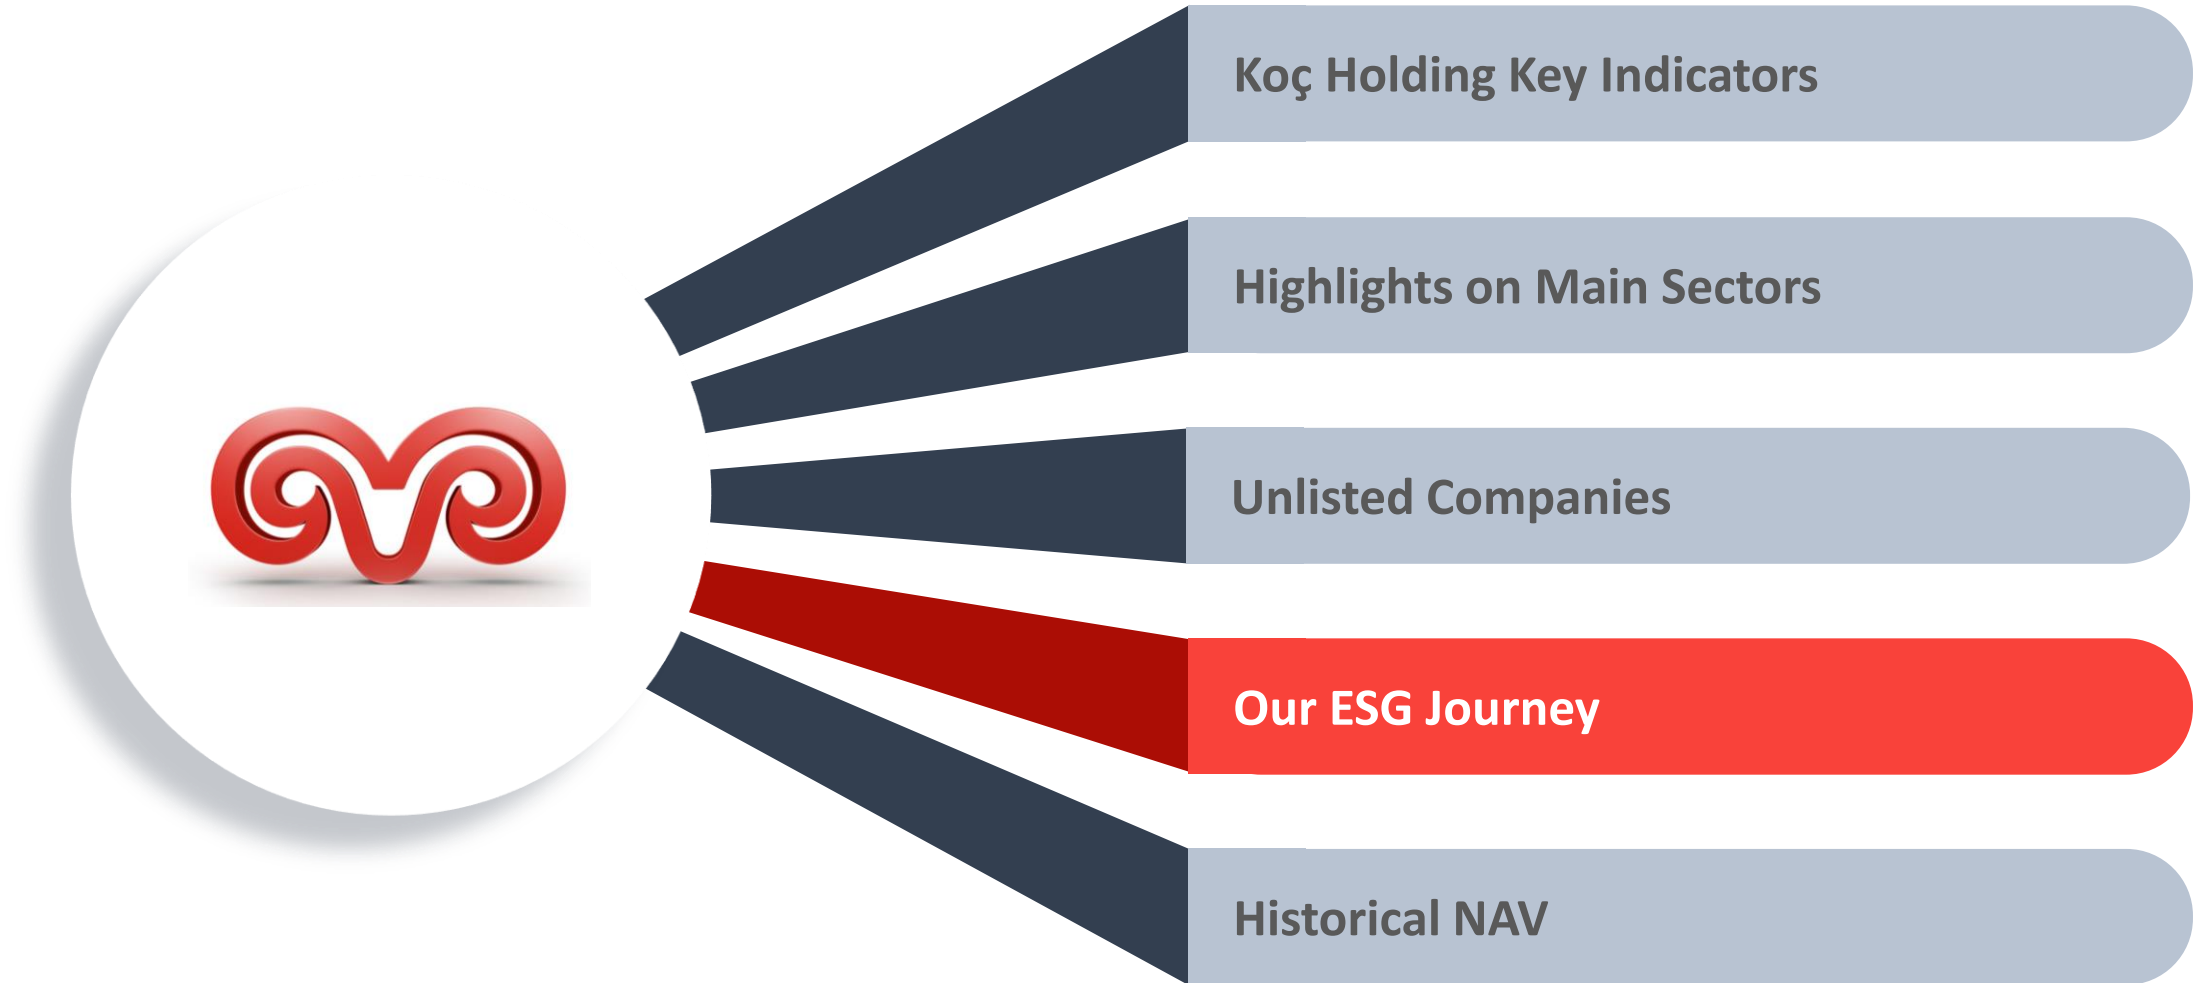 Koç Holding Key Indicators
Highlights on Main Sectors
Unlisted Companies
Our ESG Journey
Historical NAV